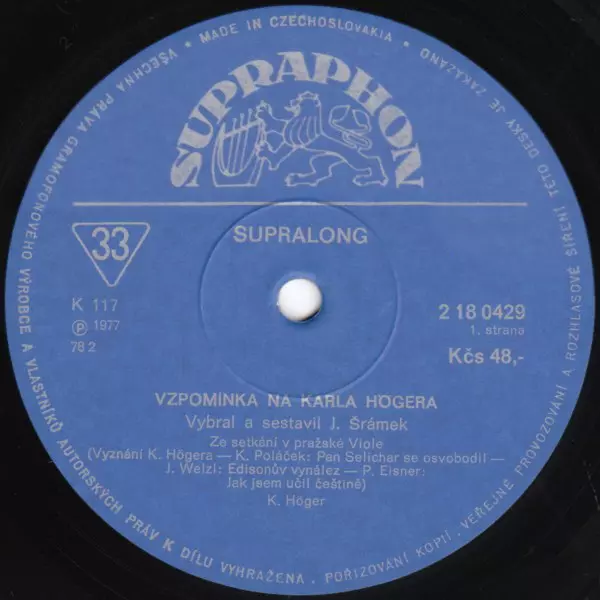 VŠECHNA PRÁVA GRAMOFONOVÉHO VÝROBCE A VLASTNÍKŮ AUTORSKÝCH PRÁV K DÍLU VYHRAŽENA. POŘIZOVÁNÍ KOPIÍ, VEŘEJNÉ PROVOZOVÁNÍ A ROZHLASOVÉ ŠÍŘENÍ TÉTO DESKY JE ZAKÁZÁNO
MADE IN CZECHOSLOVAKIA
SUPRAPHON
33
SUPRALONG
K 117
℗ 1977
78 2
2 18 0429
1. strana
Kčs 48,-
VZPOMÍNKA NA KARLA HÖGERA
Vybral a sestavil J. Šrámek
Ze setkání v pražské Viole
(Vyznání K. Högera — K. Poláček: Pan Selichar se osvobodil —
J. Welzl: Edisonův vynález — P. Eisner:
Jak jsem učil češtině)
K. Höger